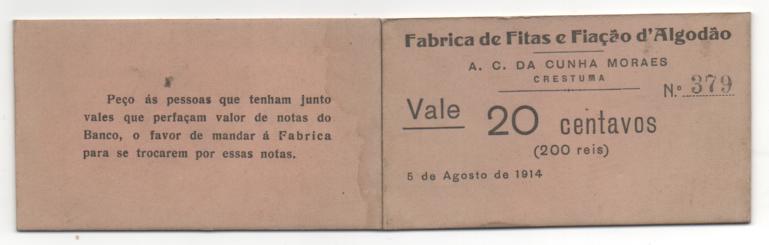 Peço ás pessoas que tenham junto
vales que perfaçam valor de notas do
Banco, o favor de mandar á Fabrica
para se trocarem por essas notas.
Fabrica de Fitas e Fiação d'Algodão
A. C. DA CUNHA MORAES
CRESTUMA
N.º 379
Vale 20 centavos
(200 reis)
5 de Agosto de 1914